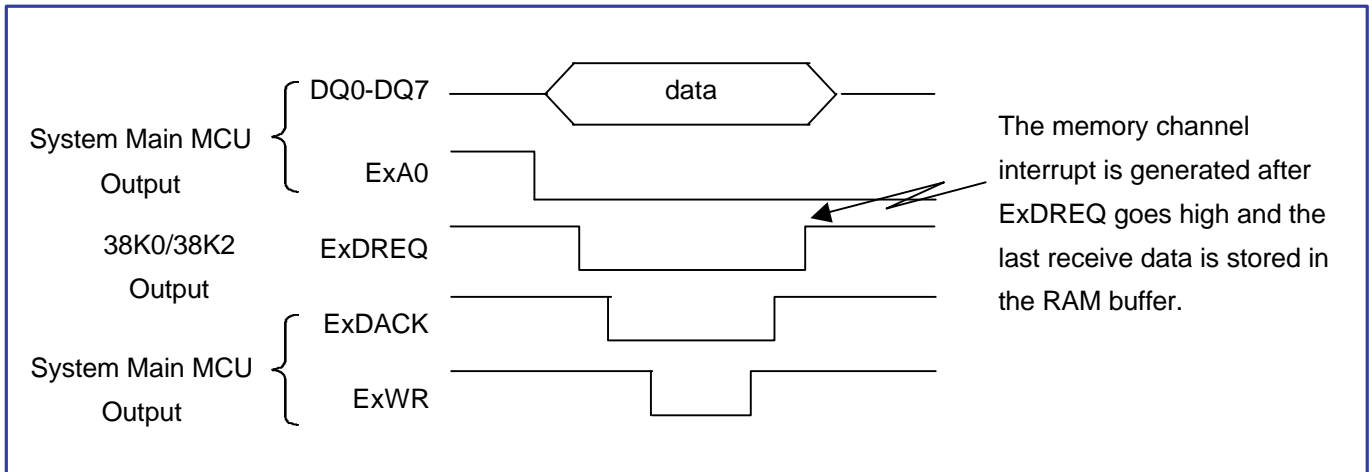 DQ0-DQ7
data
System Main MCU
Output
ExA0
38K0/38K2
Output
ExDREQ
ExDACK
System Main MCU
Output
ExWR
The memory channel
interrupt is generated after
ExDREQ goes high and the
last receive data is stored in
the RAM buffer.